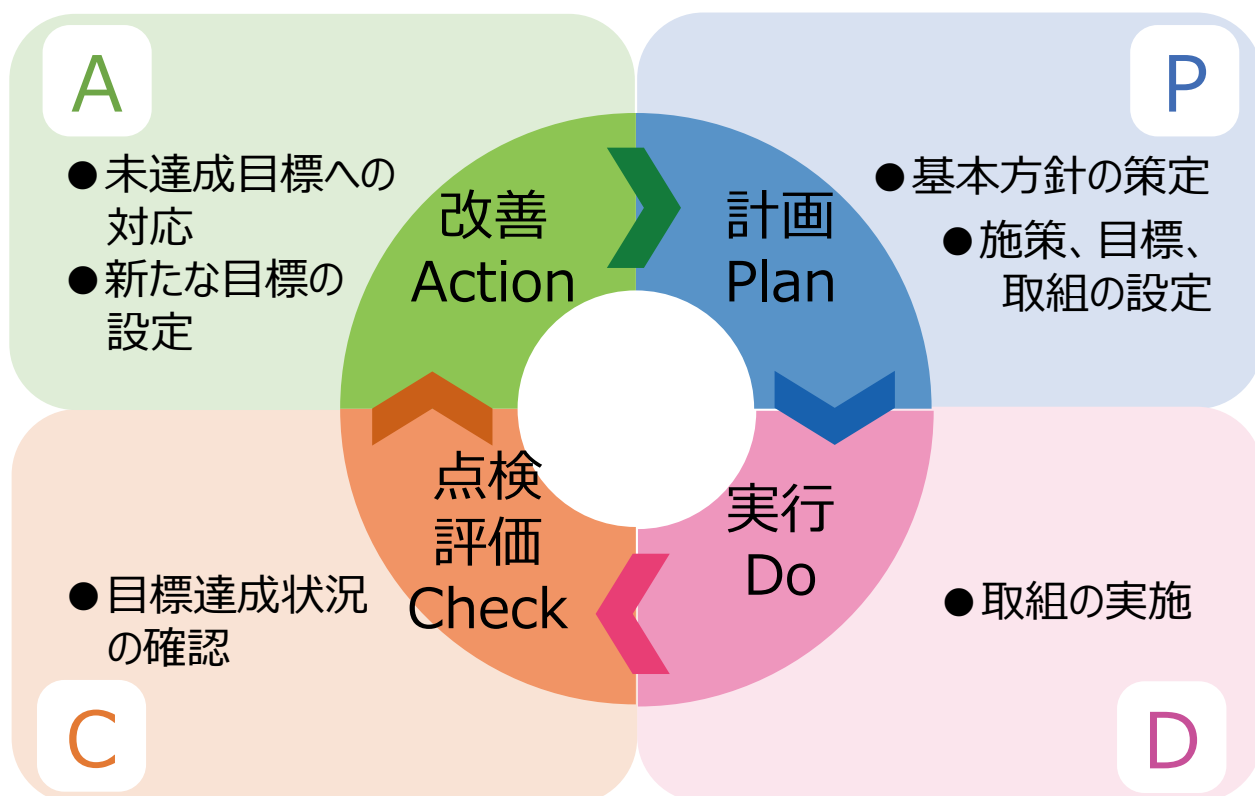 A
●未達成目標への
対応
●新たな目標の
設定
改善
Action
P
計画
Plan
●基本方針の策定
●施策、目標、
取組の設定
点検
評価
Check
●目標達成状況
の確認
C
実行
Do
●取組の実施
D